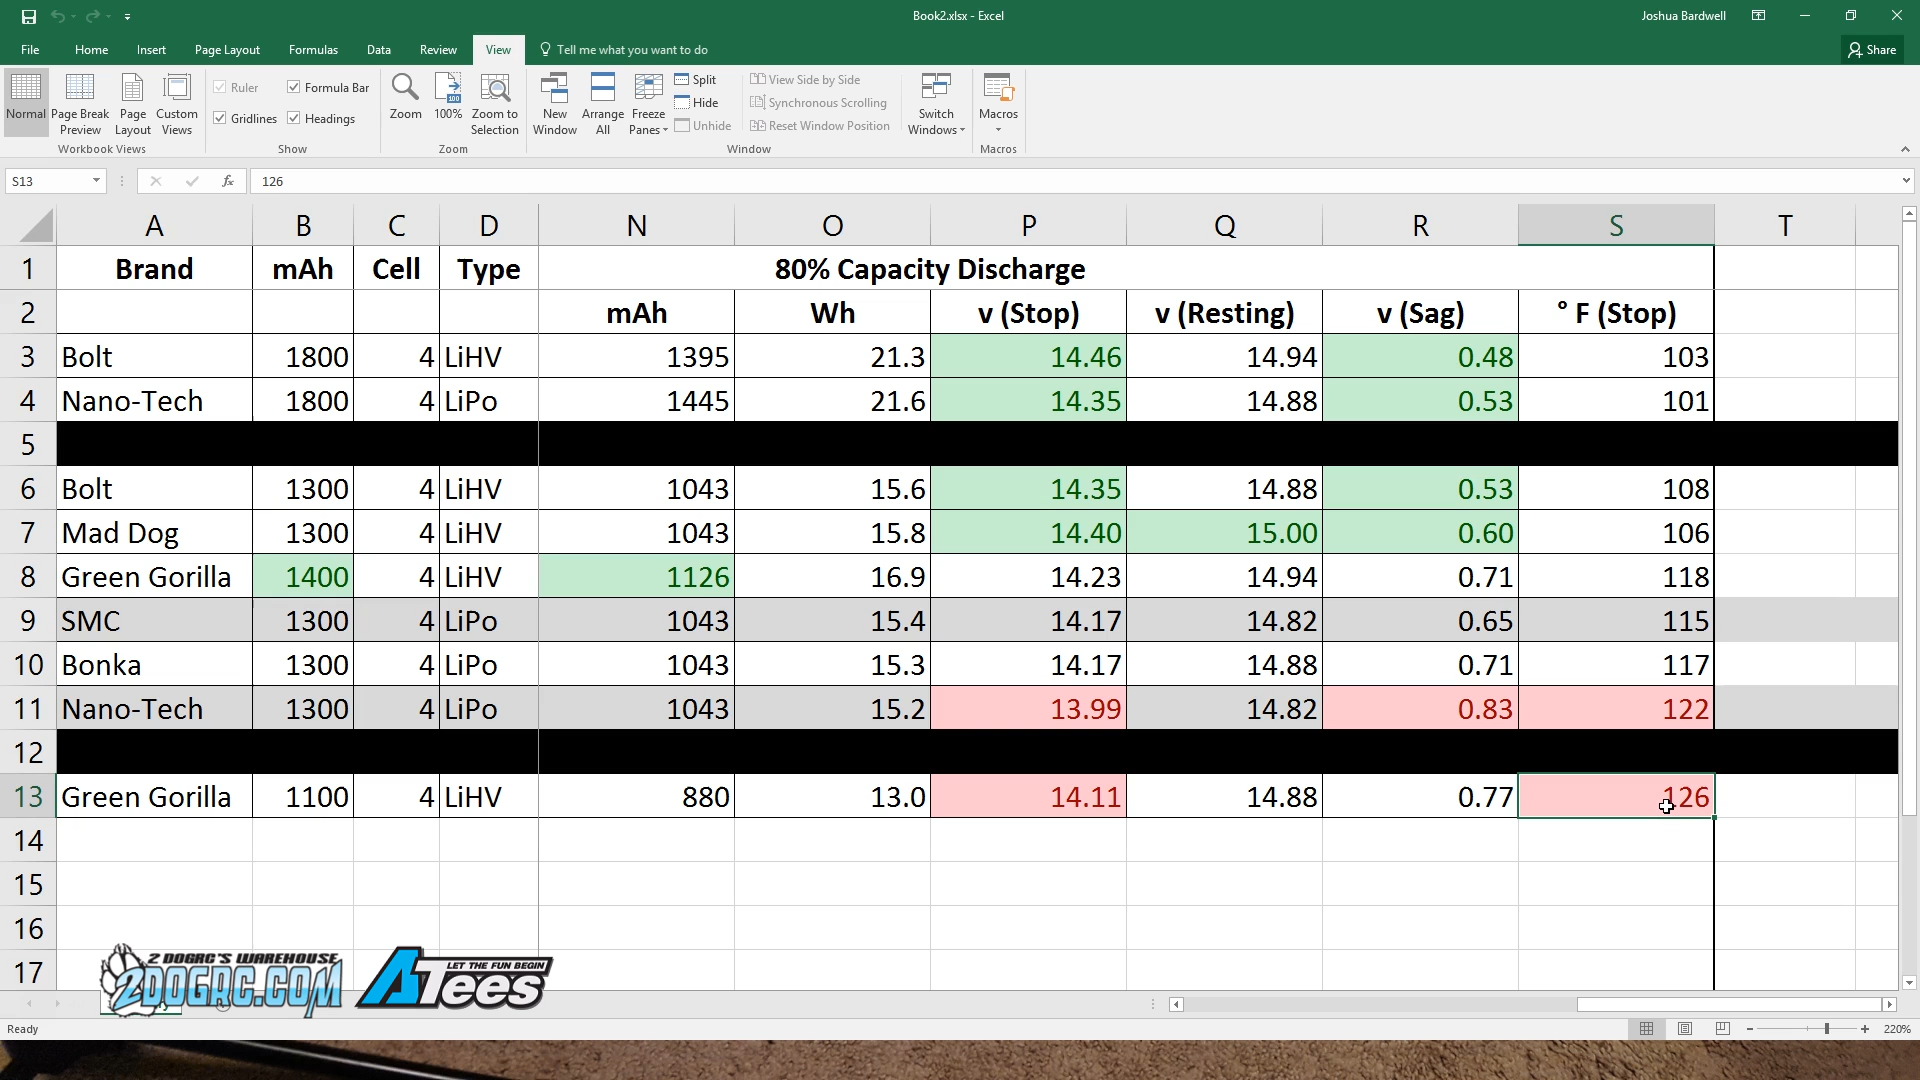 Book2.xlsx - Excel
Joshua Bardwell
File Home Insert Page Layout Formulas Data Review View Tell me what you want to do
Share
Normal Page Break Preview Page Layout Custom Views
Workbook Views
Ruler Formula Bar
Gridlines Headings
Show
Zoom 100% Zoom to Selection
Zoom
New Window Arrange All Freeze Panes
Split
Hide
Unhide
View Side by Side
Synchronous Scrolling
Reset Window Position
Switch Windows
Window
Macros
Macros
S13 fx 126
A B C D N O P Q R S T
1 Brand mAh Cell Type 80% Capacity Discharge
2 mAh Wh v (Stop) v (Resting) v (Sag) ° F (Stop)
3 Bolt 1800 4 LiHV 1395 21.3 14.46 14.94 0.48 103
4 Nano-Tech 1800 4 LiPo 1445 21.6 14.35 14.88 0.53 101
5
6 Bolt 1300 4 LiHV 1043 15.6 14.35 14.88 0.53 108
7 Mad Dog 1300 4 LiHV 1043 15.8 14.40 15.00 0.60 106
8 Green Gorilla 1400 4 LiHV 1126 16.9 14.23 14.94 0.71 118
9 SMC 1300 4 LiPo 1043 15.4 14.17 14.82 0.65 115
10 Bonka 1300 4 LiPo 1043 15.3 14.17 14.88 0.71 117
11 Nano-Tech 1300 4 LiPo 1043 15.2 13.99 14.82 0.83 122
12
13 Green Gorilla 1100 4 LiHV 880 13.0 14.11 14.88 0.77 126
14
15
16
17
2 DOGRC'S WAREHOUSE
2DOGRC.COM
LET THE FUN BEGIN
ATees
Ready
220%